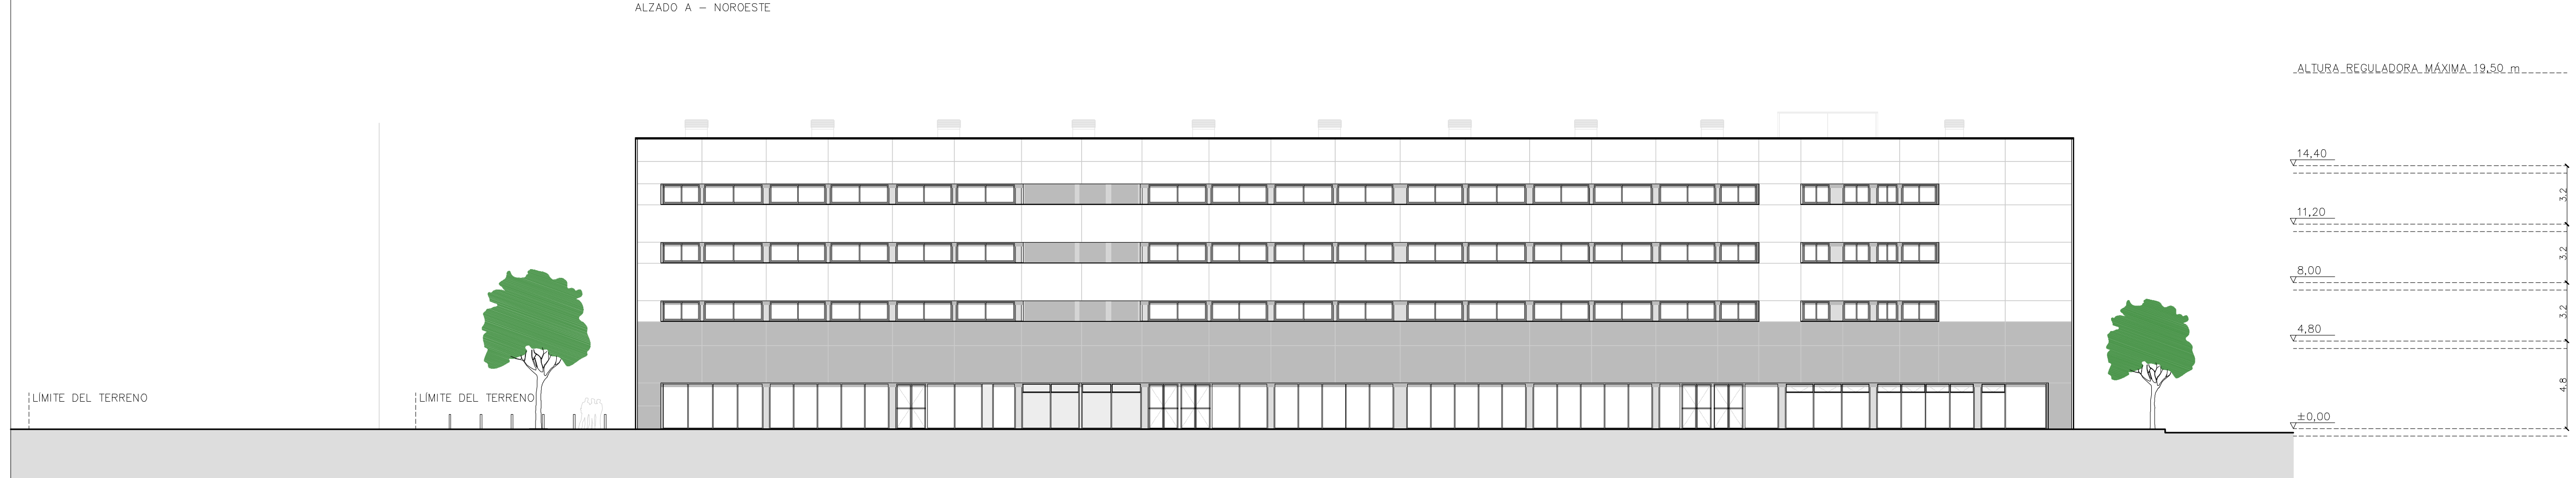 ALZADO A – NOROESTE
ALTURA REGULADORA MÁXIMA 19,50 m
14,40
3,2
11,20
3,2
8,00
3,2
4,80
4,8
±0,00
LÍMITE DEL TERRENO
LÍMITE DEL TERRENO